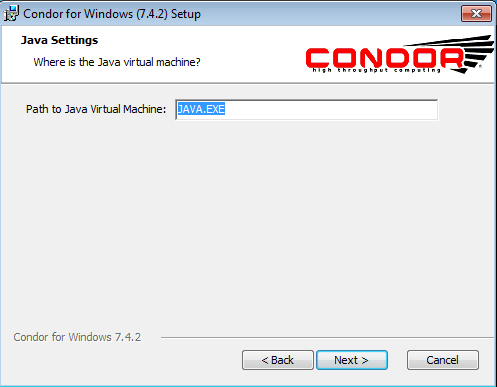 Condor for Windows (7.4.2) Setup
Java Settings
Where is the Java virtual machine?
CONDOR
high throughput computing
Path to Java Virtual Machine: JAVA.EXE
Condor for Windows 7.4.2
< Back Next > Cancel